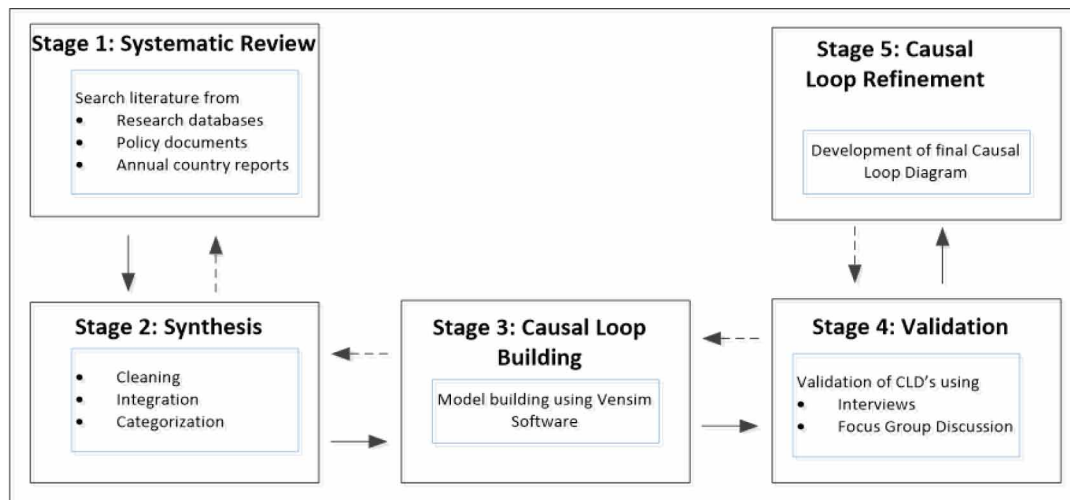 Stage 1: Systematic Review
Search literature from
• Research databases
• Policy documents
• Annual country reports
Stage 2: Synthesis
• Cleaning
• Integration
• Categorization
Stage 3: Causal Loop
Building
Model building using Vensim
Software
Stage 4: Validation
Validation of CLD's using
• Interviews
• Focus Group Discussion
Stage 5: Causal
Loop Refinement
Development of final Causal
Loop Diagram